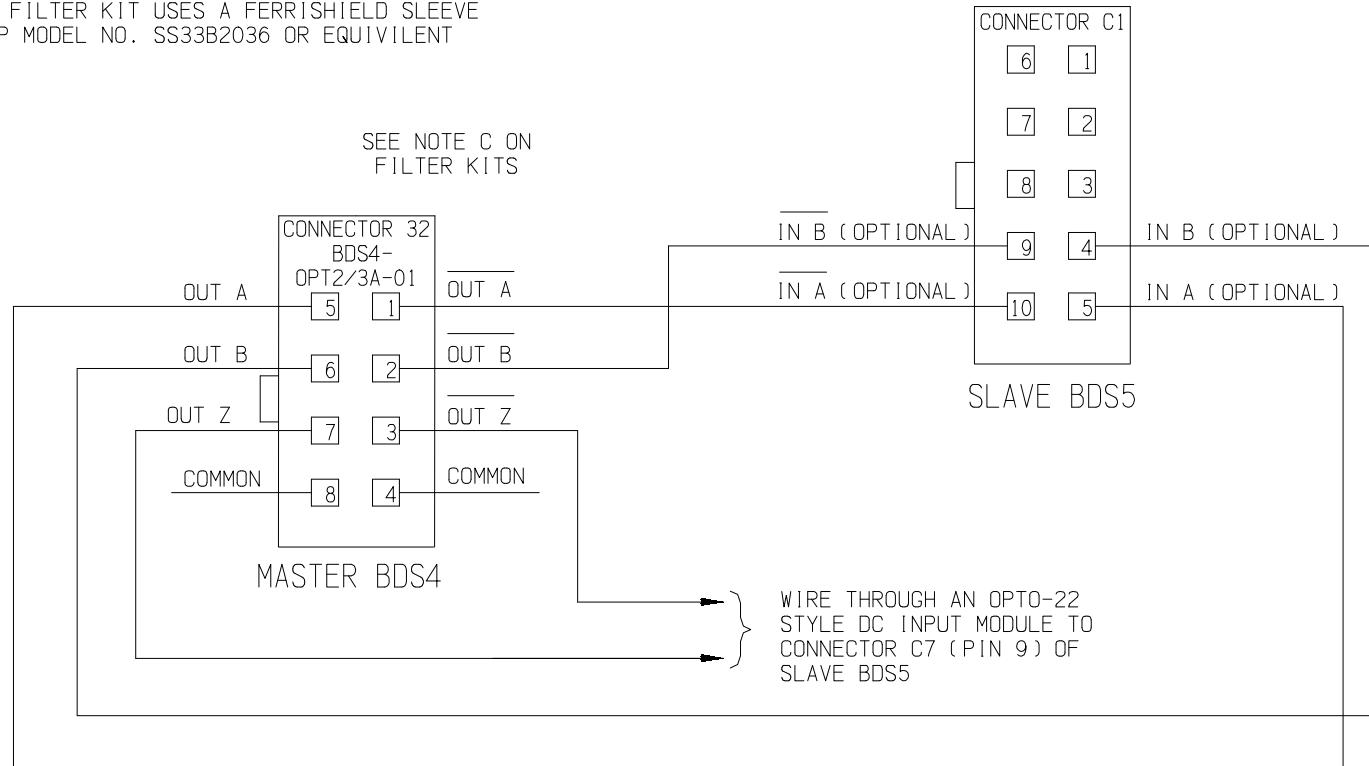 FILTER KIT USES A FERRISHIELD SLEEVE
P MODEL NO. SS33B2036 OR EQUIVILENT
SEE NOTE C ON
FILTER KITS
CONNECTOR C1
6 1
7 2
8 3
IN B (OPTIONAL) 9 4 IN B (OPTIONAL)
IN A (OPTIONAL) 10 5 IN A (OPTIONAL)
SLAVE BDS5
CONNECTOR 32
BDS4-
OPT2/3A-01
OUT A 5 1 OUT A
OUT B 6 2 OUT B
OUT Z 7 3 OUT Z
COMMON 8 4 COMMON
MASTER BDS4
WIRE THROUGH AN OPTO-22
STYLE DC INPUT MODULE TO
CONNECTOR C7 (PIN 9) OF
SLAVE BDS5